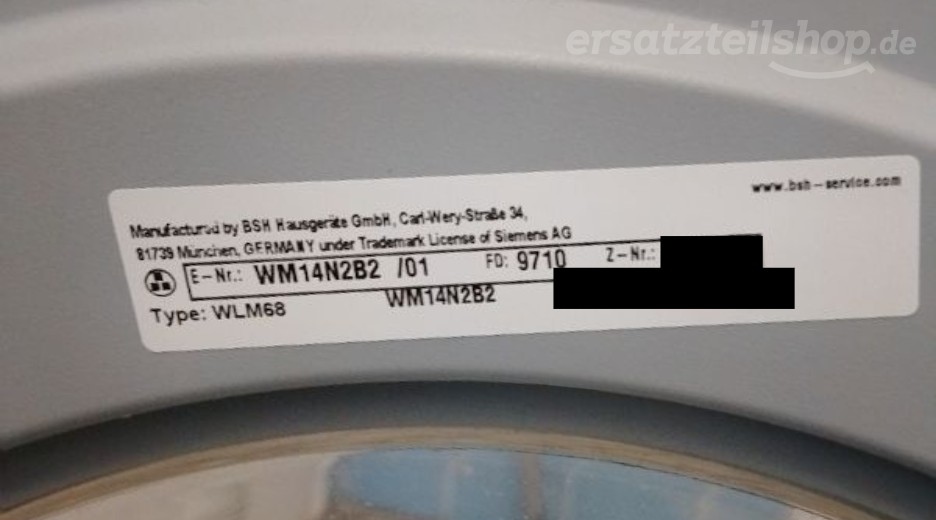 ersatzteilshop.de
www.bsh-service.com
Manufactured by BSH Hausgeräte GmbH, Carl-Wery-Straße 34,
81739 München, GERMANY under Trademark License of Siemens AG
E-Nr.: WM14N2B2 /01 FD: 9710 Z-Nr.:
WM14N2B2
Type: WLM68